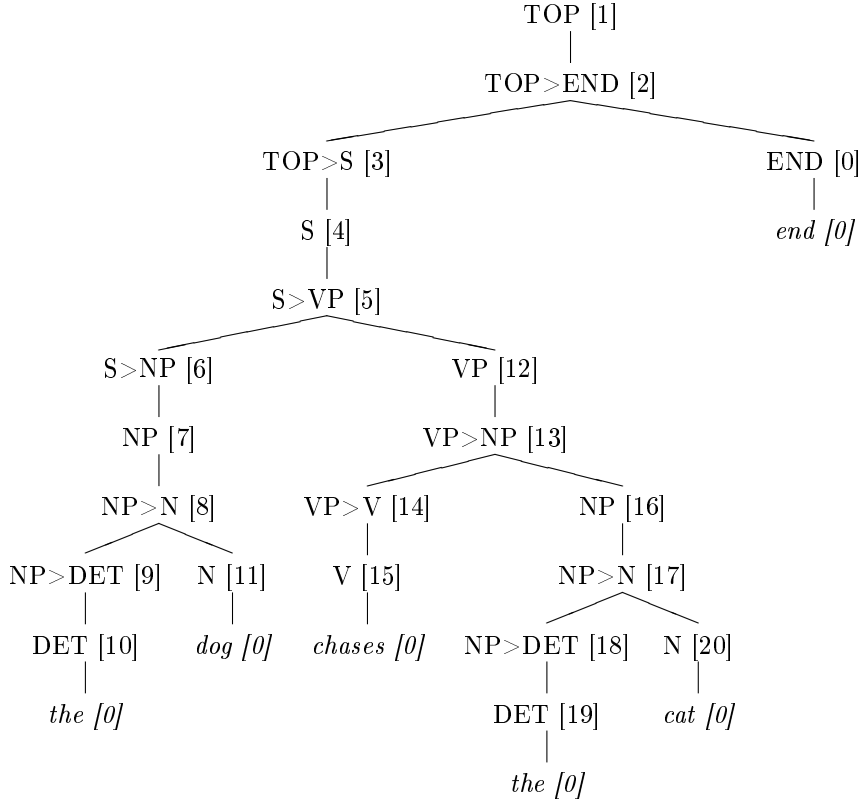 TOP [1]
TOP>END [2]
TOP>S [3] END [0]
S [4] end [0]
S>VP [5]
S>NP [6] VP [12]
NP [7] VP>NP [13]
NP>N [8] VP>V [14] NP [16]
NP>DET [9] N [11] V [15] NP>N [17]
DET [10] dog [0] chases [0] NP>DET [18] N [20]
the [0] DET [19] cat [0]
the [0]